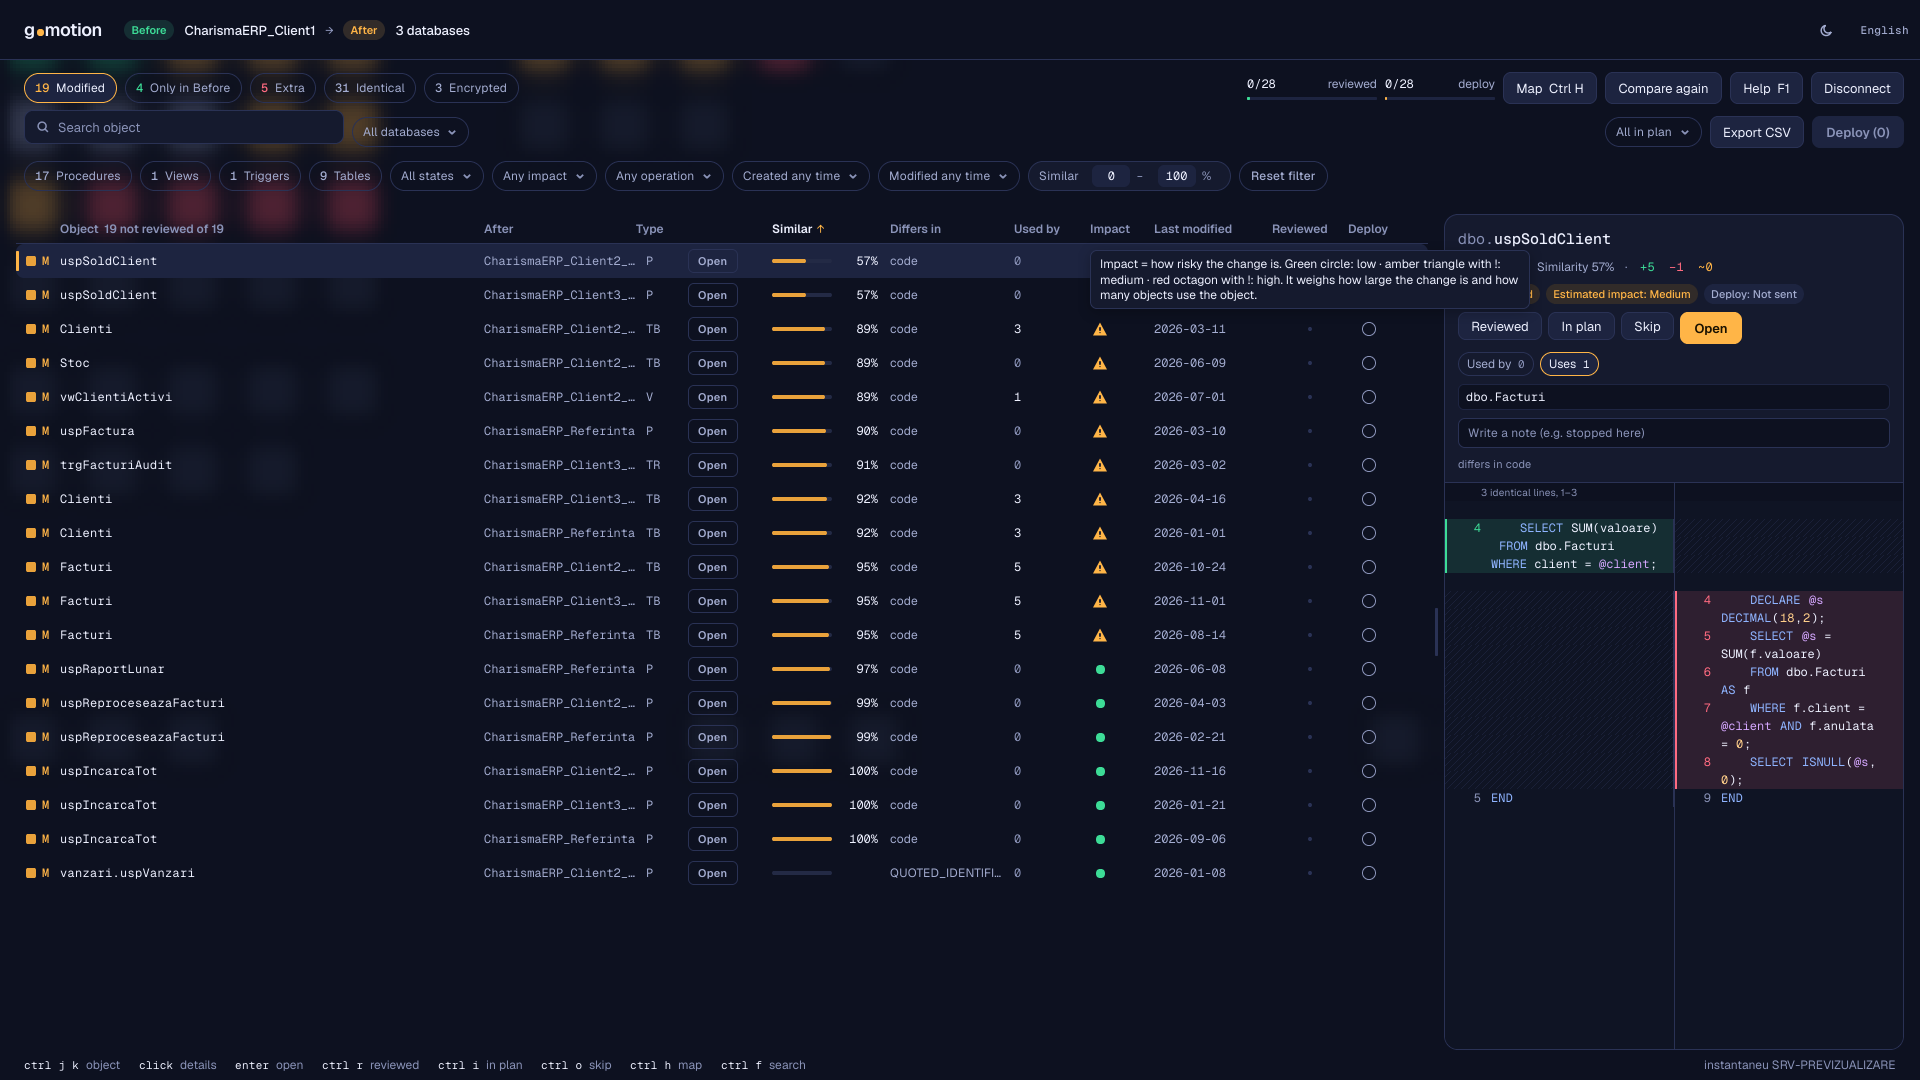 g●motion Before CharismaERP_Client1 → After 3 databases English
19 Modified 4 Only in Before 5 Extra 31 Identical 3 Encrypted 0/28 reviewed 0/28 deploy Map Ctrl H Compare again Help F1 Disconnect
Search object All databases All in plan Export CSV Deploy (0)
17 Procedures 1 Views 1 Triggers 9 Tables All states Any impact Any operation Created any time Modified any time Similar 0 – 100 % Reset filter
Object 19 not reviewed of 19 After Type Similar ↑ Differs in Used by Impact Last modified Reviewed Deploy
M uspSoldClient CharismaERP_Client2_… P Open 57% code 0
M uspSoldClient CharismaERP_Client3_… P Open 57% code 0
M Clienti CharismaERP_Client2_… TB Open 89% code 3 2026-03-11
M Stoc CharismaERP_Client2_… TB Open 89% code 0 2026-06-09
M vwClientiActivi CharismaERP_Client2_… V Open 89% code 1 2026-07-01
M uspFactura CharismaERP_Referinta P Open 90% code 0 2026-03-10
M trgFacturiAudit CharismaERP_Client3_… TR Open 91% code 0 2026-03-02
M Clienti CharismaERP_Client3_… TB Open 92% code 3 2026-04-16
M Clienti CharismaERP_Referinta TB Open 92% code 3 2026-01-01
M Facturi CharismaERP_Client2_… TB Open 95% code 5 2026-10-24
M Facturi CharismaERP_Client3_… TB Open 95% code 5 2026-11-01
M Facturi CharismaERP_Referinta TB Open 95% code 5 2026-08-14
M uspRaportLunar CharismaERP_Referinta P Open 97% code 0 2026-06-08
M uspReproceseazaFacturi CharismaERP_Client2_… P Open 99% code 0 2026-04-03
M uspReproceseazaFacturi CharismaERP_Referinta P Open 99% code 0 2026-02-21
M uspIncarcaTot CharismaERP_Client2_… P Open 100% code 0 2026-11-16
M uspIncarcaTot CharismaERP_Client3_… P Open 100% code 0 2026-01-21
M uspIncarcaTot CharismaERP_Referinta P Open 100% code 0 2026-09-06
M vanzari.uspVanzari CharismaERP_Client2_… P Open QUOTED_IDENTIFI… 0 2026-01-08
Impact = how risky the change is. Green circle: low · amber triangle with !:
medium · red octagon with !: high. It weighs how large the change is and how
many objects use the object.
dbo.uspSoldClient
Similarity 57% · +5 −1 ~0
Estimated impact: Medium Deploy: Not sent
Reviewed In plan Skip Open
Used by 0 Uses 1
dbo.Facturi
Write a note (e.g. stopped here)
differs in code
3 identical lines, 1–3
4 SELECT SUM(valoare)
FROM dbo.Facturi
WHERE client = @client;
4 DECLARE @s
DECIMAL(18,2);
5 SELECT @s =
SUM(f.valoare)
6 FROM dbo.Facturi
AS f
7 WHERE f.client =
@client AND f.anulata
= 0;
8 SELECT ISNULL(@s,
0);
5 END 9 END
ctrl j k object click details enter open ctrl r reviewed ctrl i in plan ctrl o skip ctrl h map ctrl f search instantaneu SRV-PREVIZUALIZARE